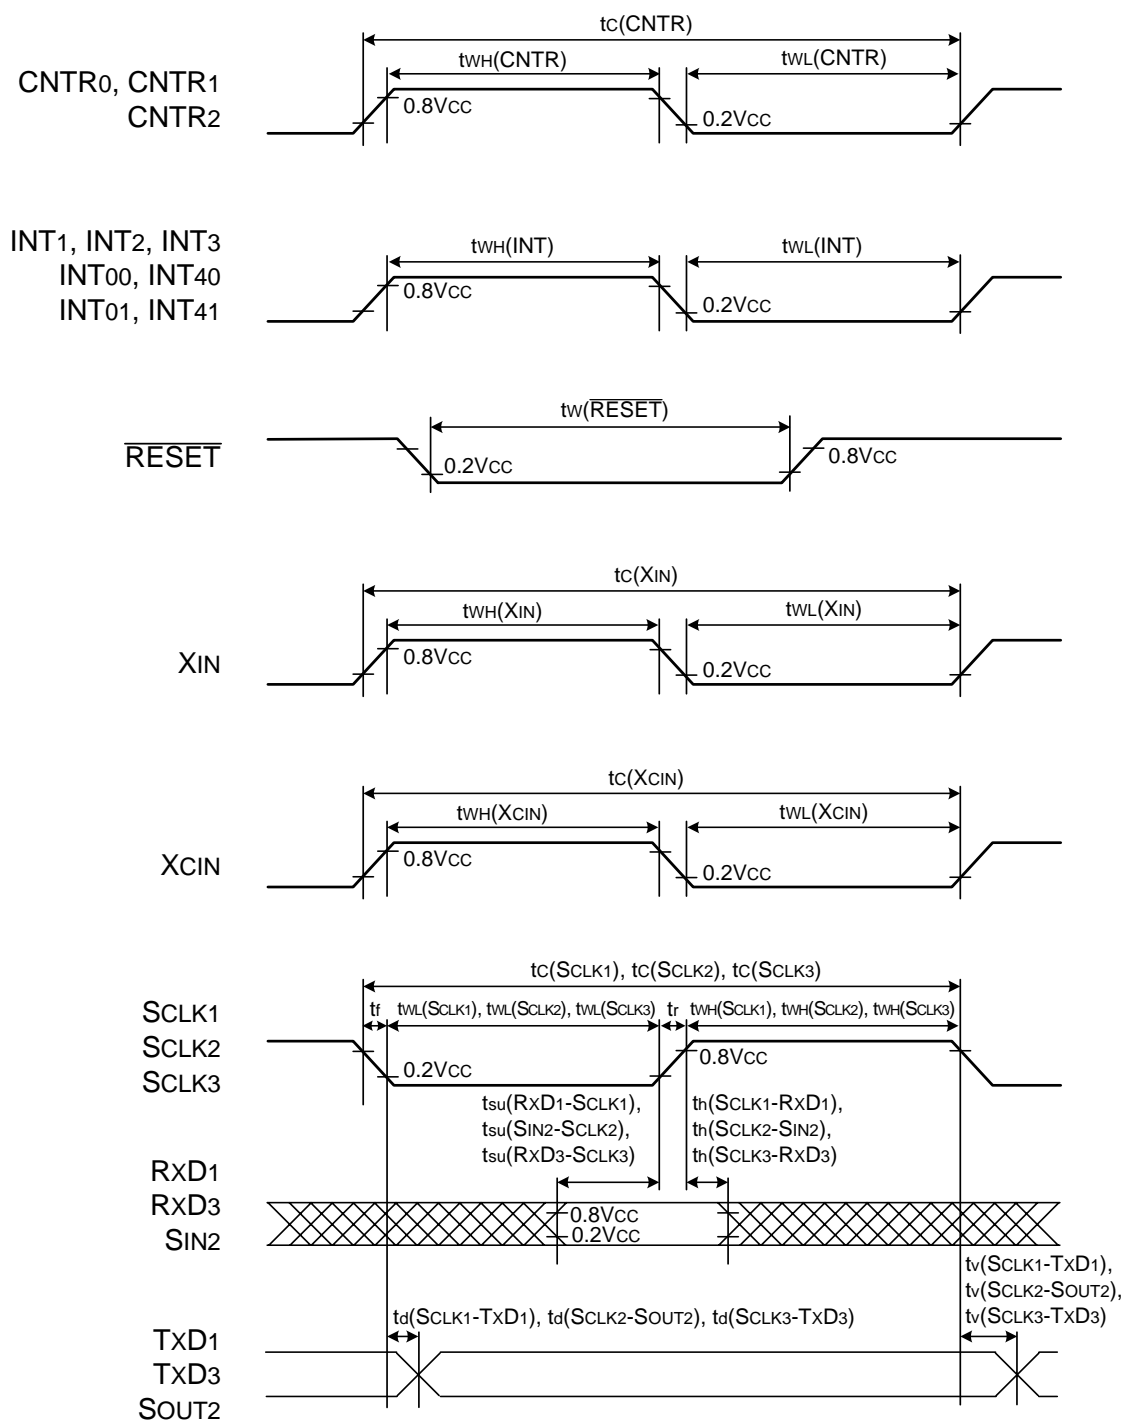 tC(CNTR)
tWH(CNTR)
tWL(CNTR)
CNTR0, CNTR1
CNTR2
0.8VCC
0.2VCC
INT1, INT2, INT3
INT00, INT40
INT01, INT41
tWH(INT)
tWL(INT)
0.8VCC
0.2VCC
tW(RESET)
RESET
0.2VCC
0.8VCC
tC(XIN)
tWH(XIN)
tWL(XIN)
XIN
0.8VCC
0.2VCC
tC(XCIN)
tWH(XCIN)
tWL(XCIN)
XCIN
0.8VCC
0.2VCC
tC(SCLK1), tC(SCLK2), tC(SCLK3)
SCLK1
SCLK2
SCLK3
tf
tWL(SCLK1), tWL(SCLK2), tWL(SCLK3)
tr
tWH(SCLK1), tWH(SCLK2), tWH(SCLK3)
0.2VCC
0.8VCC
tsu(RXD1-SCLK1),
tsu(SIN2-SCLK2),
tsu(RXD3-SCLK3)
th(SCLK1-RXD1),
th(SCLK2-SIN2),
th(SCLK3-RXD3)
RXD1
RXD3
SIN2
0.8VCC
0.2VCC
tv(SCLK1-TXD1),
tv(SCLK2-SOUT2),
tv(SCLK3-TXD3)
td(SCLK1-TXD1), td(SCLK2-SOUT2), td(SCLK3-TXD3)
TXD1
TXD3
SOUT2